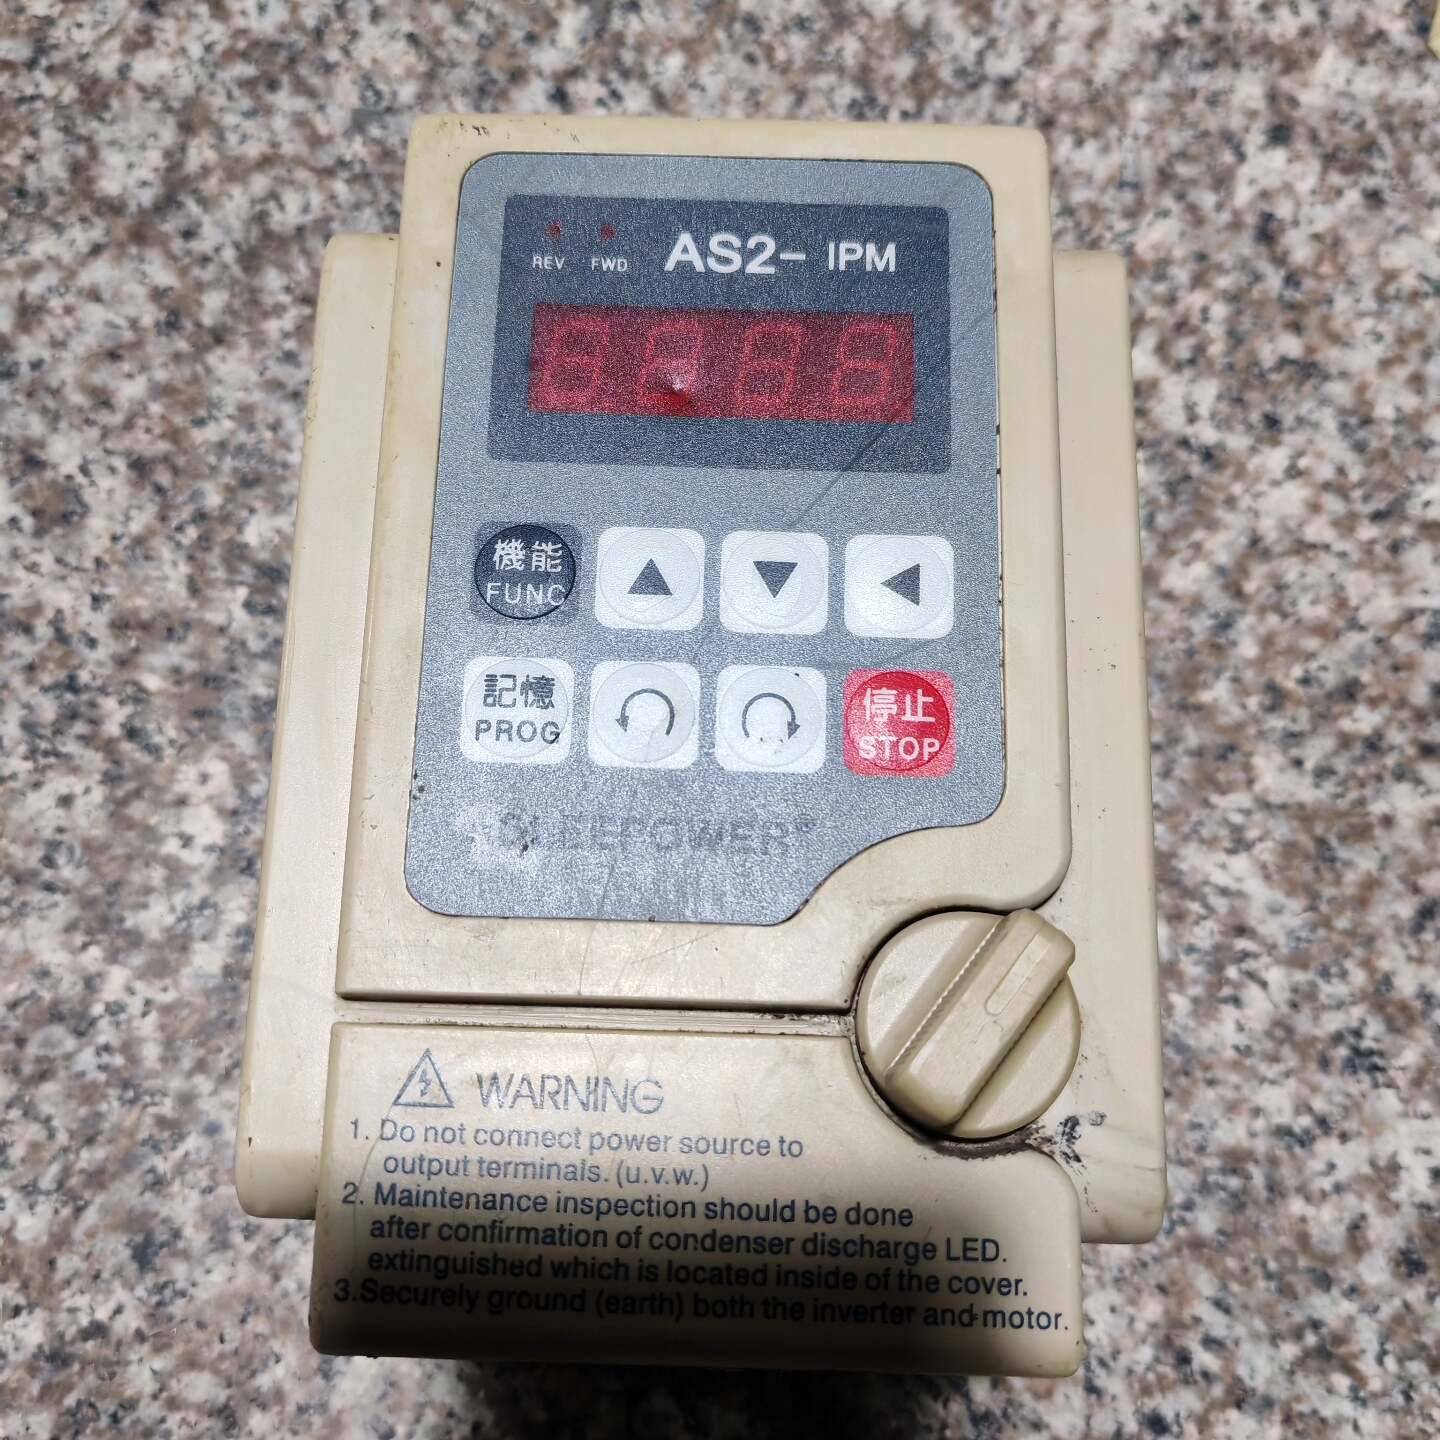 REV FWD AS2- IPM
機能
FUNC
記憶
PROG
停止
STOP
WARNING
1. Do not connect power source to
output terminals. (u.v.w.)
2. Maintenance inspection should be done
after confirmation of condenser discharge LED.
extinguished which is located inside of the cover.
3.Securely ground (earth) both the inverter and motor.